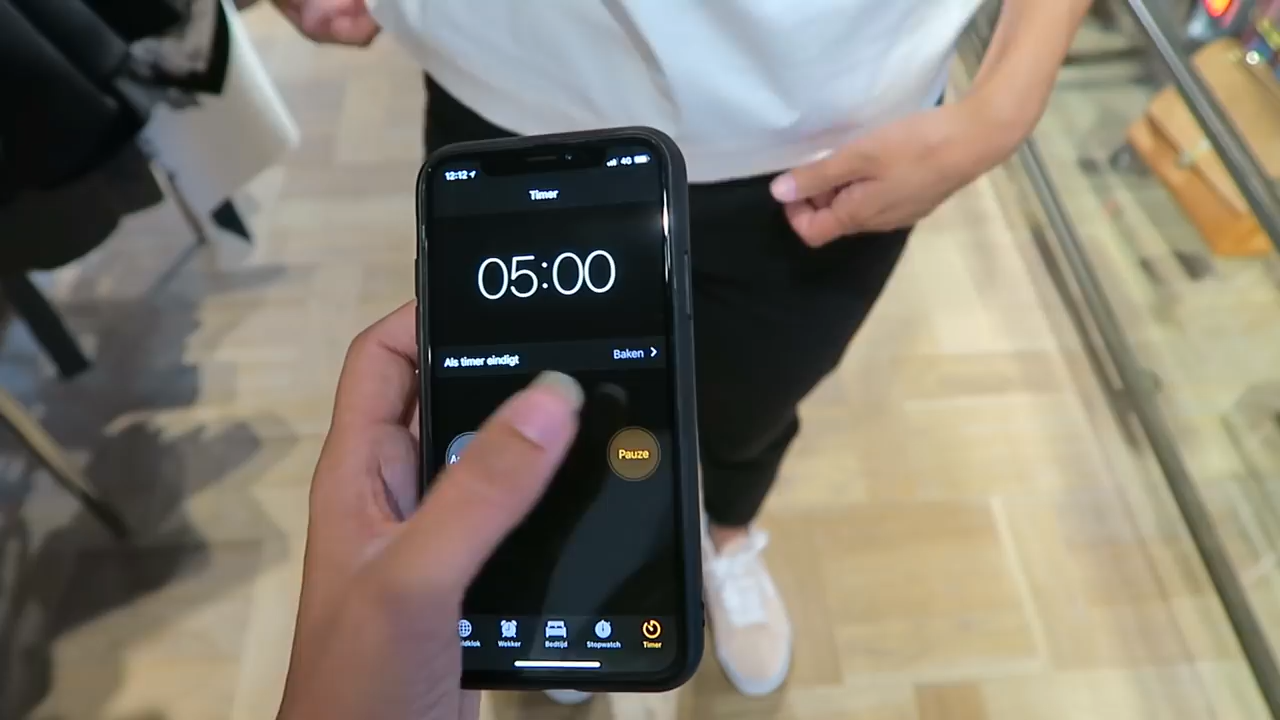 12:12 4G
Timer
05:00
Als timer eindigt Baken >
Pauze
Wekker Bedtijd Stopwatch Timer